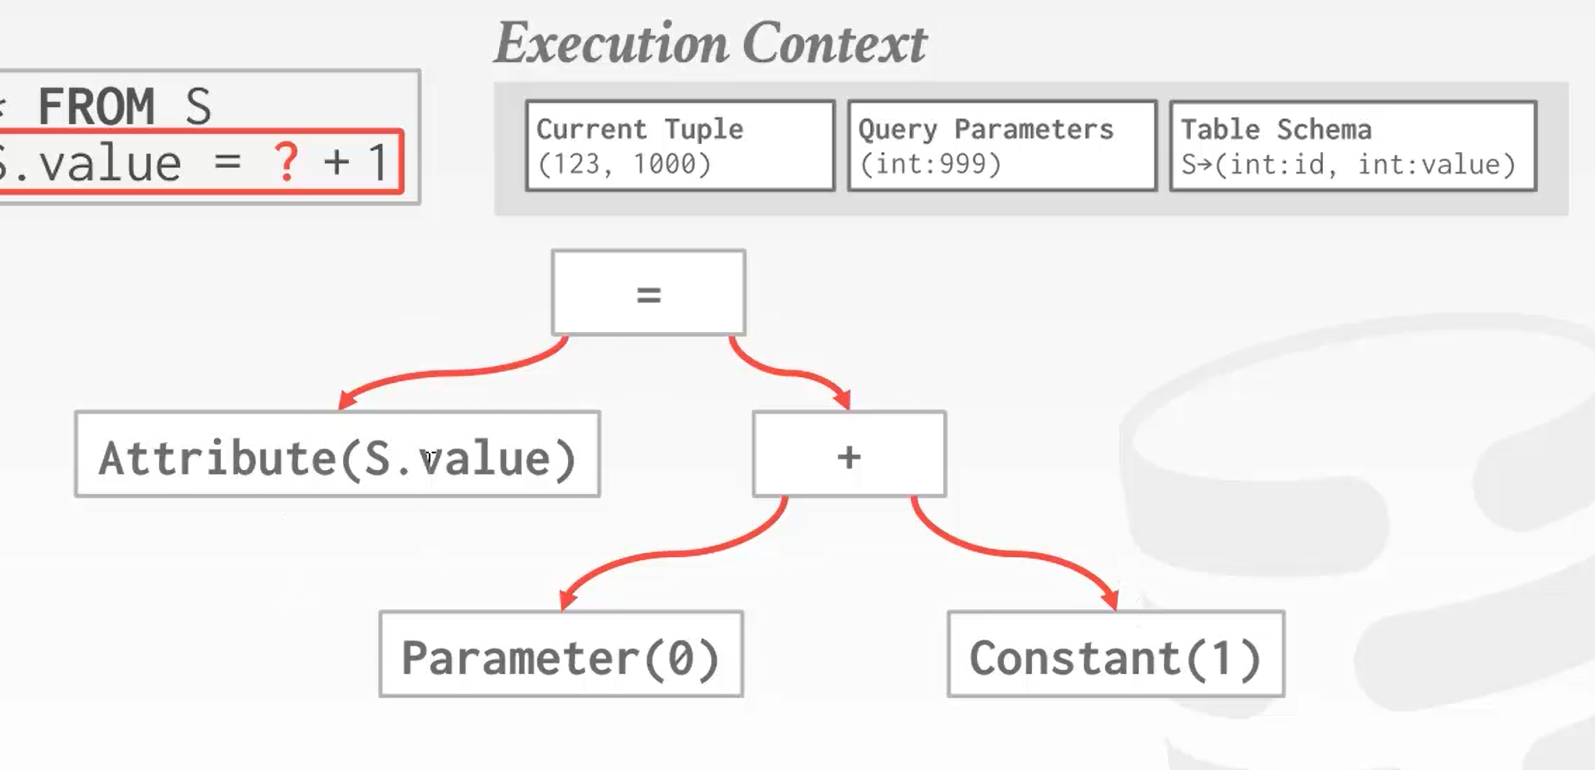 Execution Context
* FROM S
S.value = ? + 1
Current Tuple
(123, 1000)
Query Parameters
(int:999)
Table Schema
S→(int:id, int:value)
=
Attribute(S.value)
+
Parameter(0)
Constant(1)